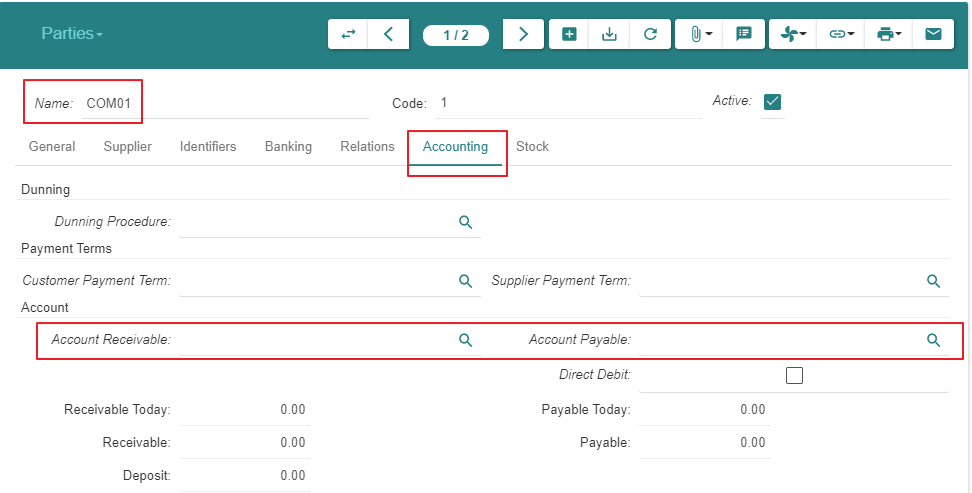 Parties
1 / 2
Name: COM01 Code: 1 Active:
General Supplier Identifiers Banking Relations Accounting Stock
Dunning
Dunning Procedure:
Payment Terms
Customer Payment Term: Supplier Payment Term:
Account
Account Receivable: Account Payable:
Direct Debit:
Receivable Today: 0.00 Payable Today: 0.00
Receivable: 0.00 Payable: 0.00
Deposit: 0.00